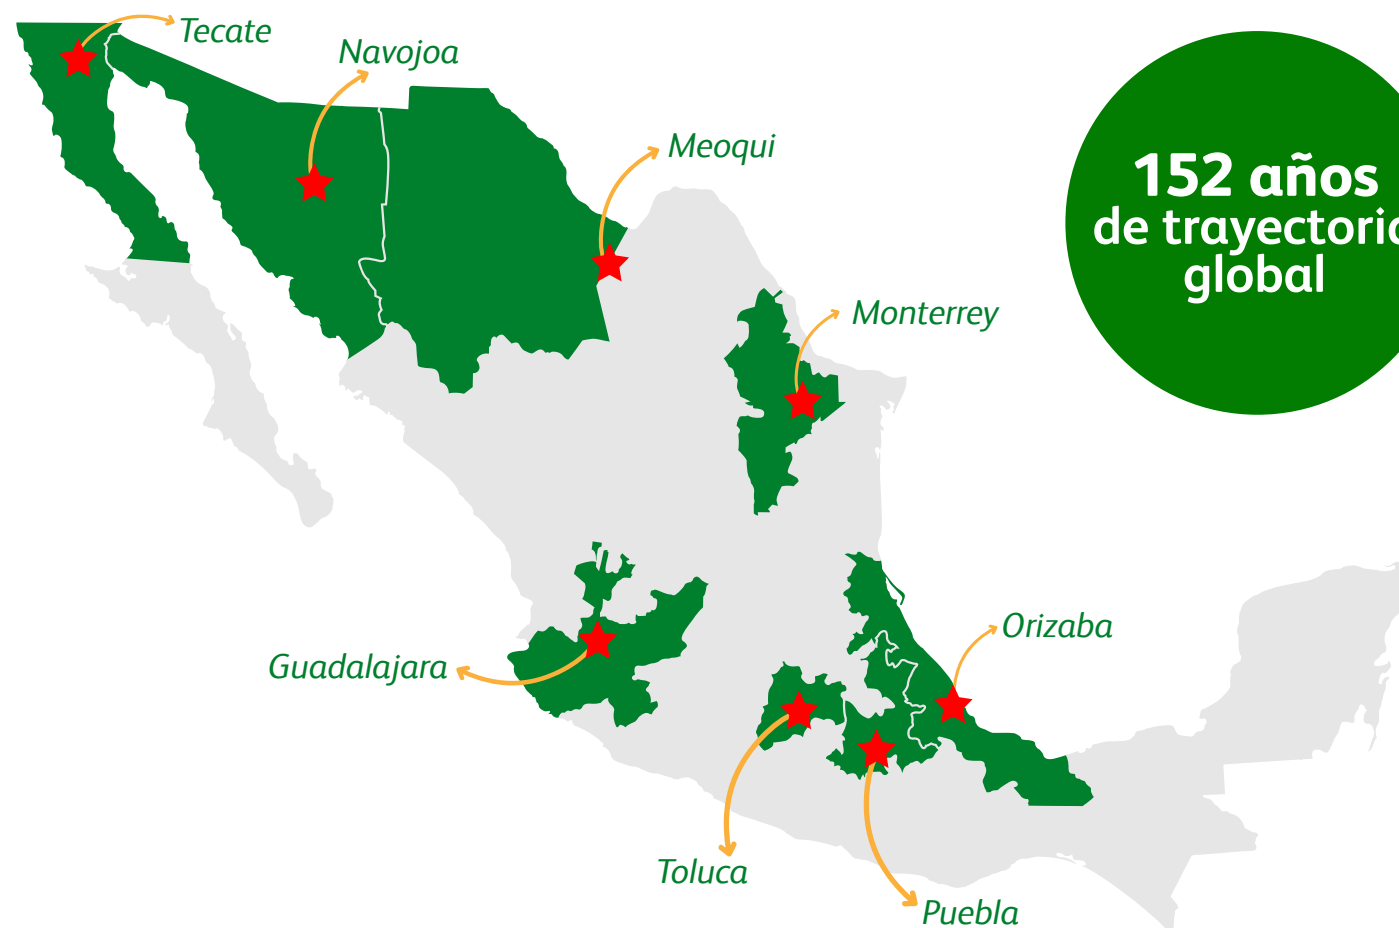 Tecate
Navojoa
Meoqui
152 años
de trayectoria
global
Monterrey
Orizaba
Guadalajara
Toluca
Puebla